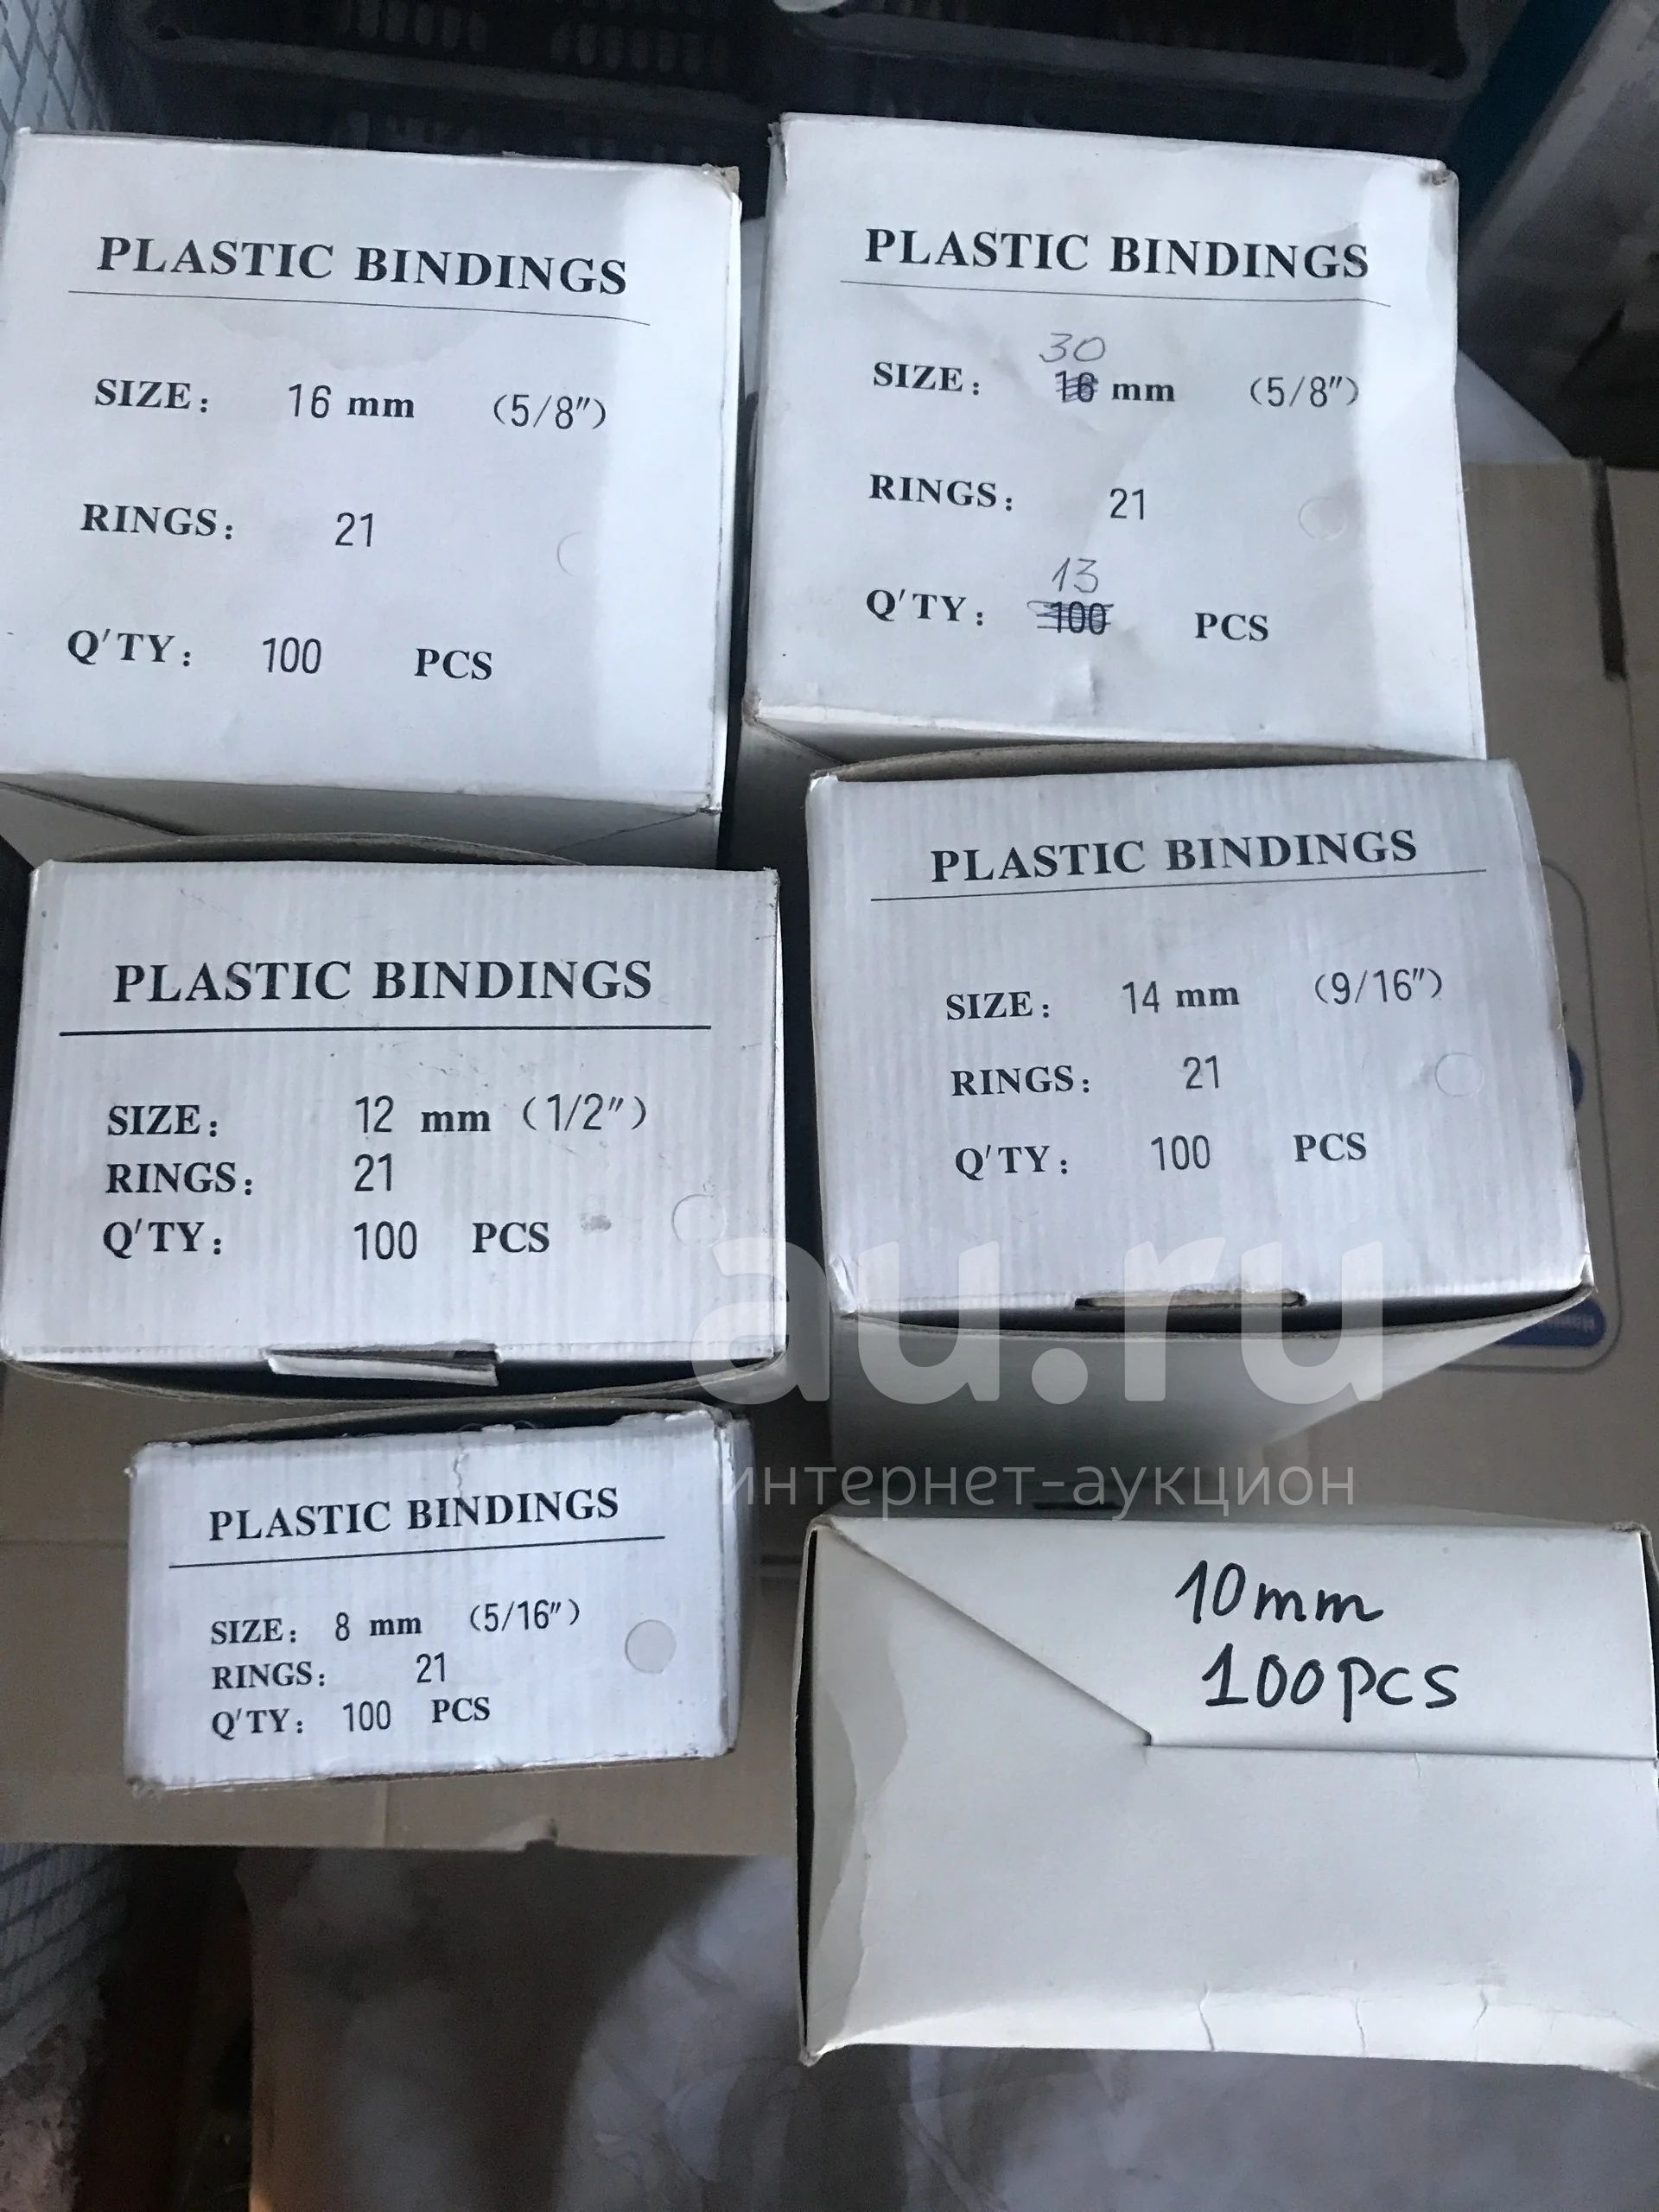 PLASTIC BINDINGS
SIZE: 16 mm (5/8")
RINGS: 21
Q'TY: 100 PCS
PLASTIC BINDINGS
30
SIZE: 16 mm (5/8")
RINGS: 21
13
Q'TY: 100 PCS
PLASTIC BINDINGS
SIZE: 12 mm (1/2")
RINGS: 21
Q'TY: 100 PCS
PLASTIC BINDINGS
SIZE: 14 mm (9/16")
RINGS: 21
Q'TY: 100 PCS
au.ru
интернет-аукцион
PLASTIC BINDINGS
SIZE: 8 mm (5/16")
RINGS: 21
Q'TY: 100 PCS
10mm
100pcs